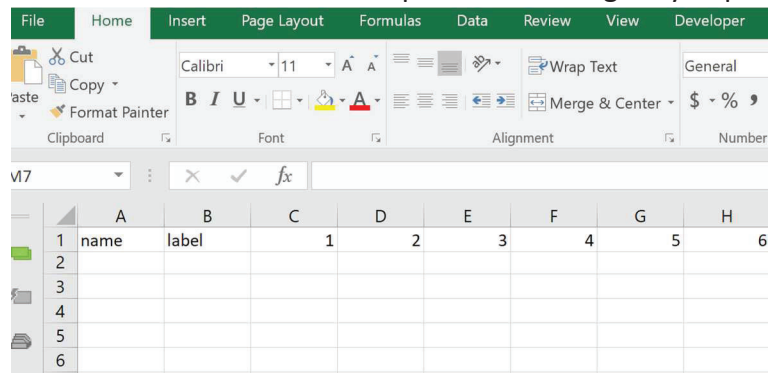 File Home Insert Page Layout Formulas Data Review View Developer
Cut
Calibri 11 A A Wrap Text General
Copy
B I U A Merge & Center $ % 9
Format Painter
Clipboard Font Alignment Number
M7 fx
A B C D E F G H
1 name label 1 2 3 4 5 6
2
3
4
5
6